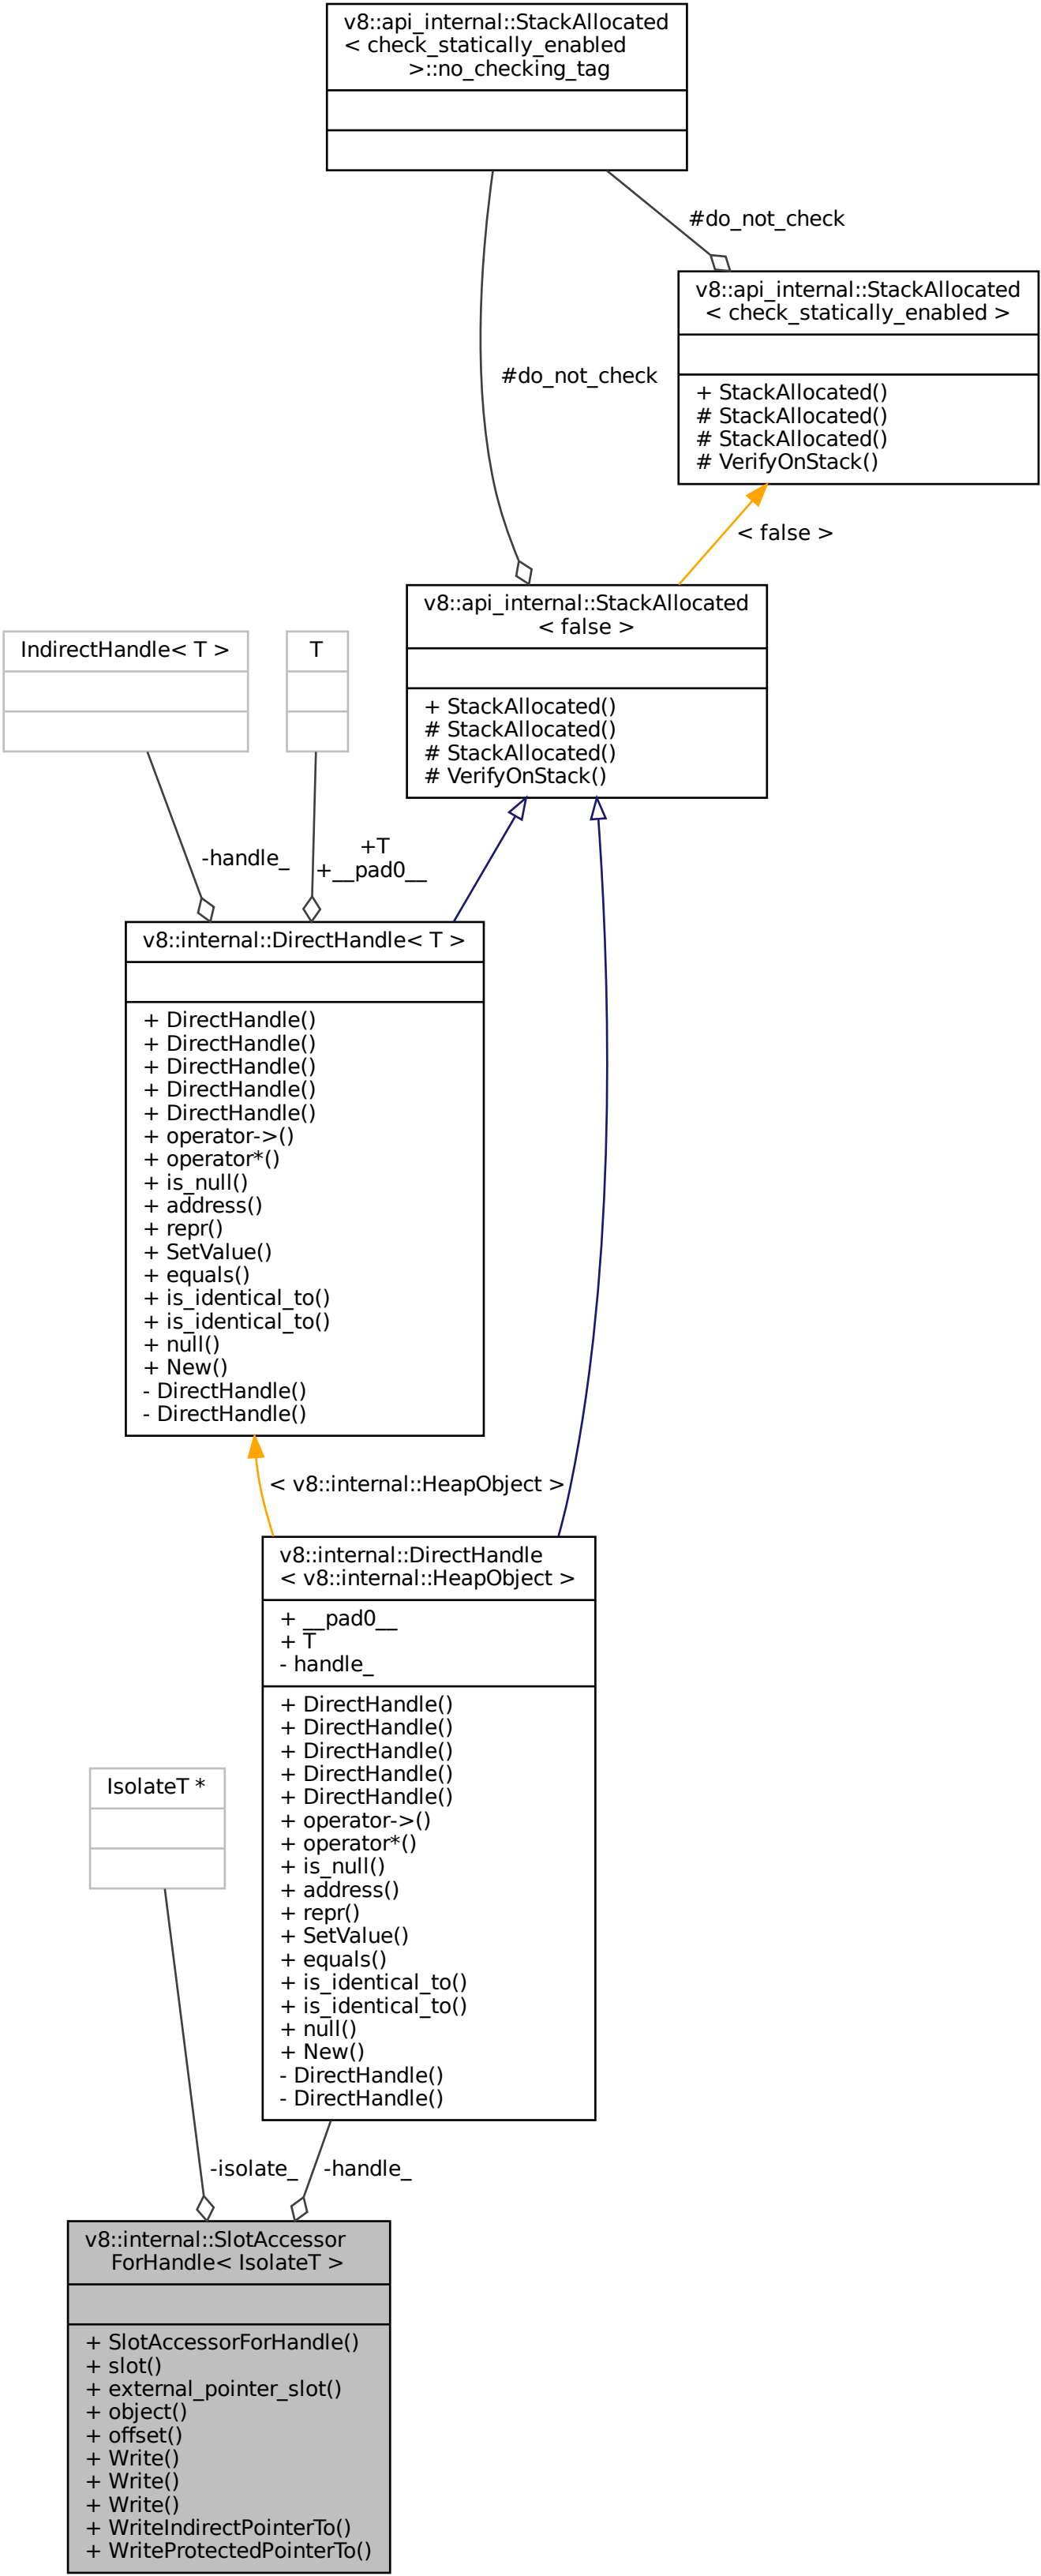 v8::api_internal::StackAllocated
< check_statically_enabled
>::no_checking_tag
#do_not_check
v8::api_internal::StackAllocated
< check_statically_enabled >
#do_not_check
+ StackAllocated()
# StackAllocated()
# StackAllocated()
# VerifyOnStack()
< false >
v8::api_internal::StackAllocated
< false >
+ StackAllocated()
# StackAllocated()
# StackAllocated()
# VerifyOnStack()
IndirectHandle< T >
T
-handle_
+T
+__pad0__
v8::internal::DirectHandle< T >
+ DirectHandle()
+ DirectHandle()
+ DirectHandle()
+ DirectHandle()
+ DirectHandle()
+ operator->()
+ operator*()
+ is_null()
+ address()
+ repr()
+ SetValue()
+ equals()
+ is_identical_to()
+ is_identical_to()
+ null()
+ New()
- DirectHandle()
- DirectHandle()
< v8::internal::HeapObject >
v8::internal::DirectHandle
< v8::internal::HeapObject >
+ __pad0__
+ T
- handle_
+ DirectHandle()
+ DirectHandle()
+ DirectHandle()
+ DirectHandle()
+ DirectHandle()
+ operator->()
+ operator*()
+ is_null()
+ address()
+ repr()
+ SetValue()
+ equals()
+ is_identical_to()
+ is_identical_to()
+ null()
+ New()
- DirectHandle()
- DirectHandle()
IsolateT *
-isolate_
-handle_
v8::internal::SlotAccessor
ForHandle< IsolateT >
+ SlotAccessorForHandle()
+ slot()
+ external_pointer_slot()
+ object()
+ offset()
+ Write()
+ Write()
+ Write()
+ WriteIndirectPointerTo()
+ WriteProtectedPointerTo()